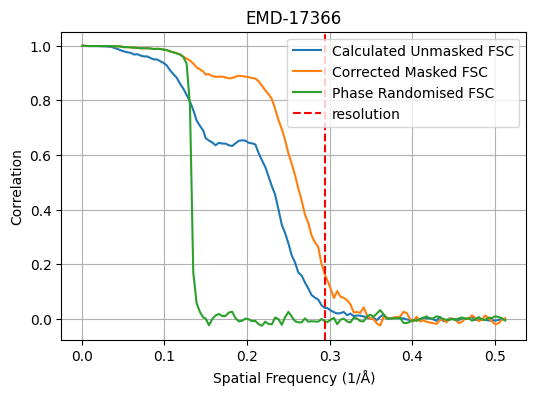 EMD-17366
Calculated Unmasked FSC
Corrected Masked FSC
Phase Randomised FSC
resolution
Correlation
1.0
0.8
0.6
0.4
0.2
0.0
0.0 0.1 0.2 0.3 0.4 0.5
Spatial Frequency (1/Å)